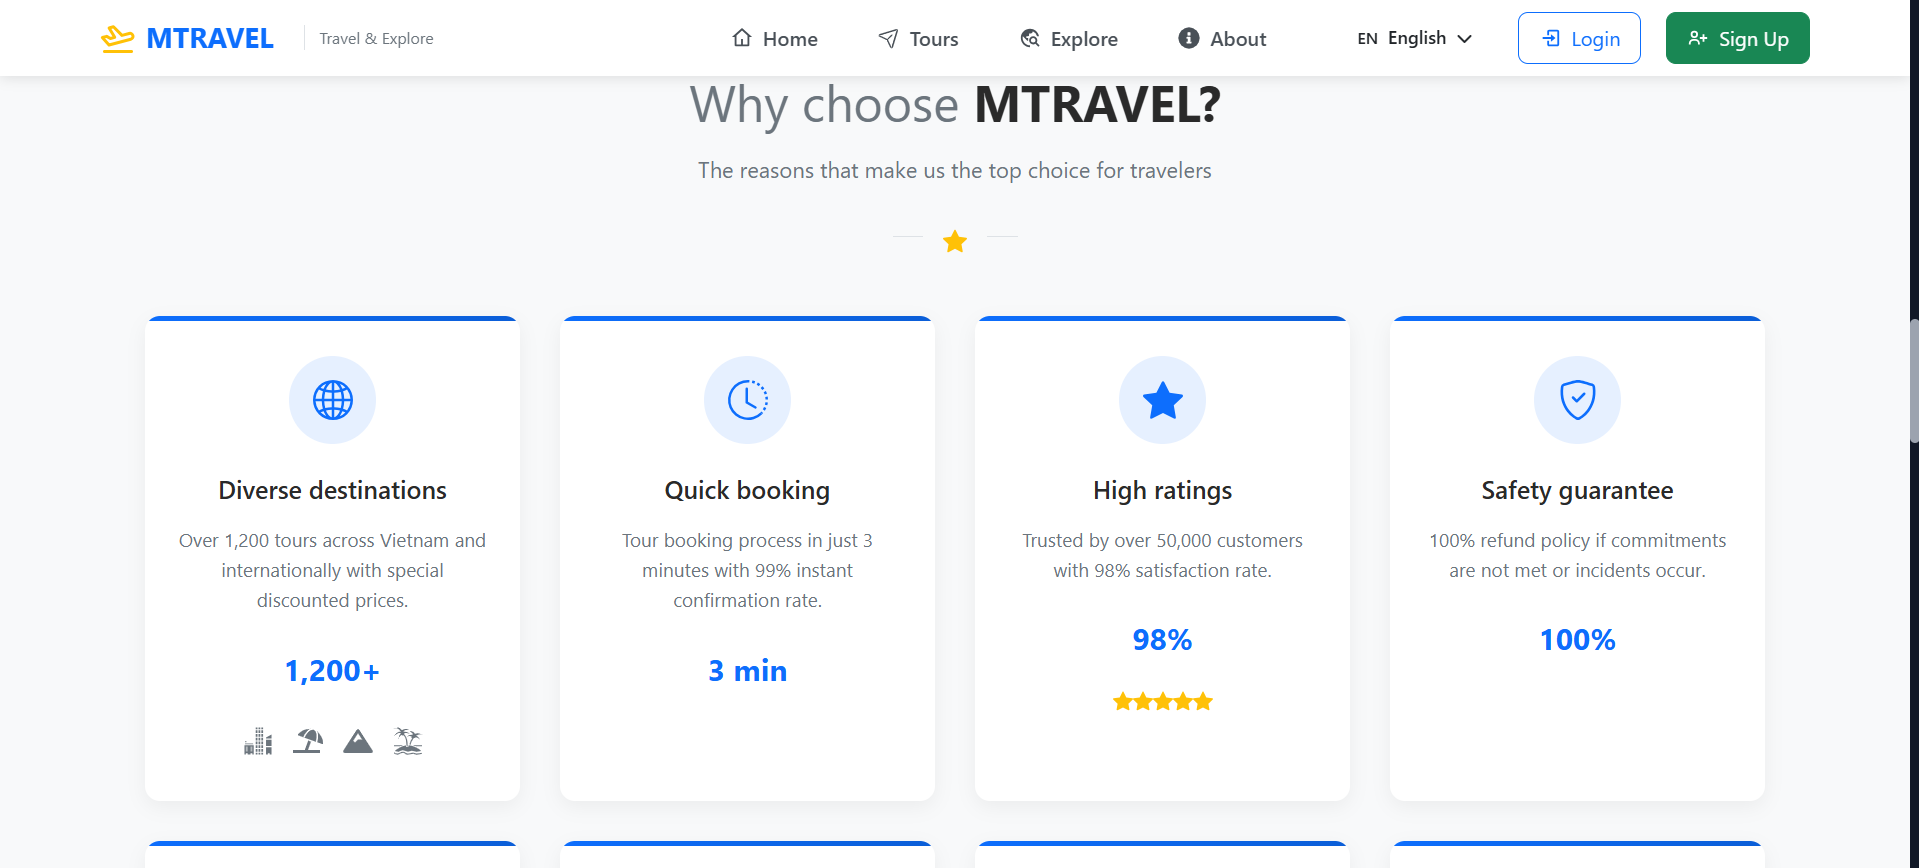 MTRAVEL
Travel & Explore
Home
Tours
Explore
About
EN English
Login
Sign Up
Why choose MTRAVEL?
The reasons that make us the top choice for travelers
Diverse destinations
Over 1,200 tours across Vietnam and
internationally with special
discounted prices.
1,200+
Quick booking
Tour booking process in just 3
minutes with 99% instant
confirmation rate.
3 min
High ratings
Trusted by over 50,000 customers
with 98% satisfaction rate.
98%
Safety guarantee
100% refund policy if commitments
are not met or incidents occur.
100%